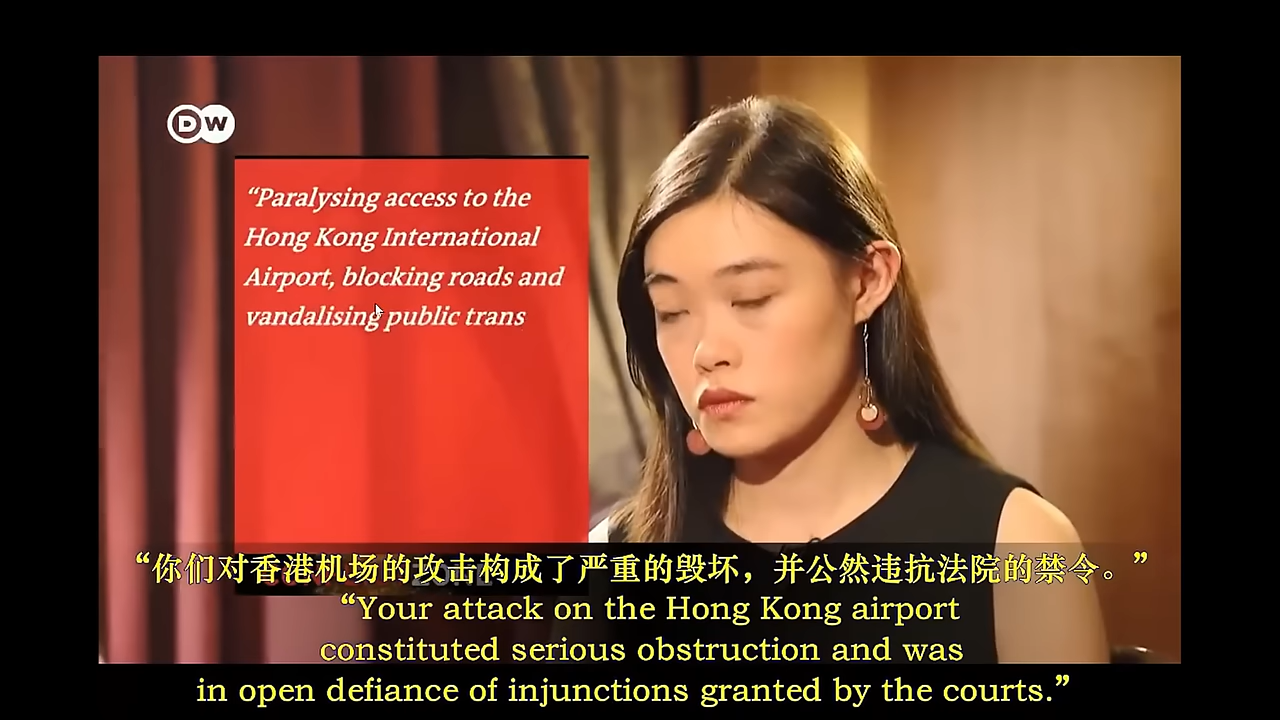 DW
“Paralysing access to the
Hong Kong International
Airport, blocking roads and
vandalising public trans
“你们对香港机场的攻击构成了严重的毁坏，并公然违抗法院的禁令。”
“Your attack on the Hong Kong airport
constituted serious obstruction and was
in open defiance of injunctions granted by the courts.”